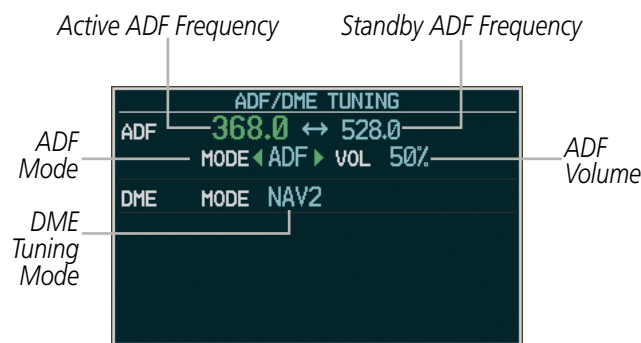 Active ADF Frequency
Standby ADF Frequency
ADF/DME TUNING
ADF 368.0 ↔ 528.0
ADF Mode
MODE ADF VOL 50%
ADF Volume
DME MODE NAV2
DME Tuning Mode